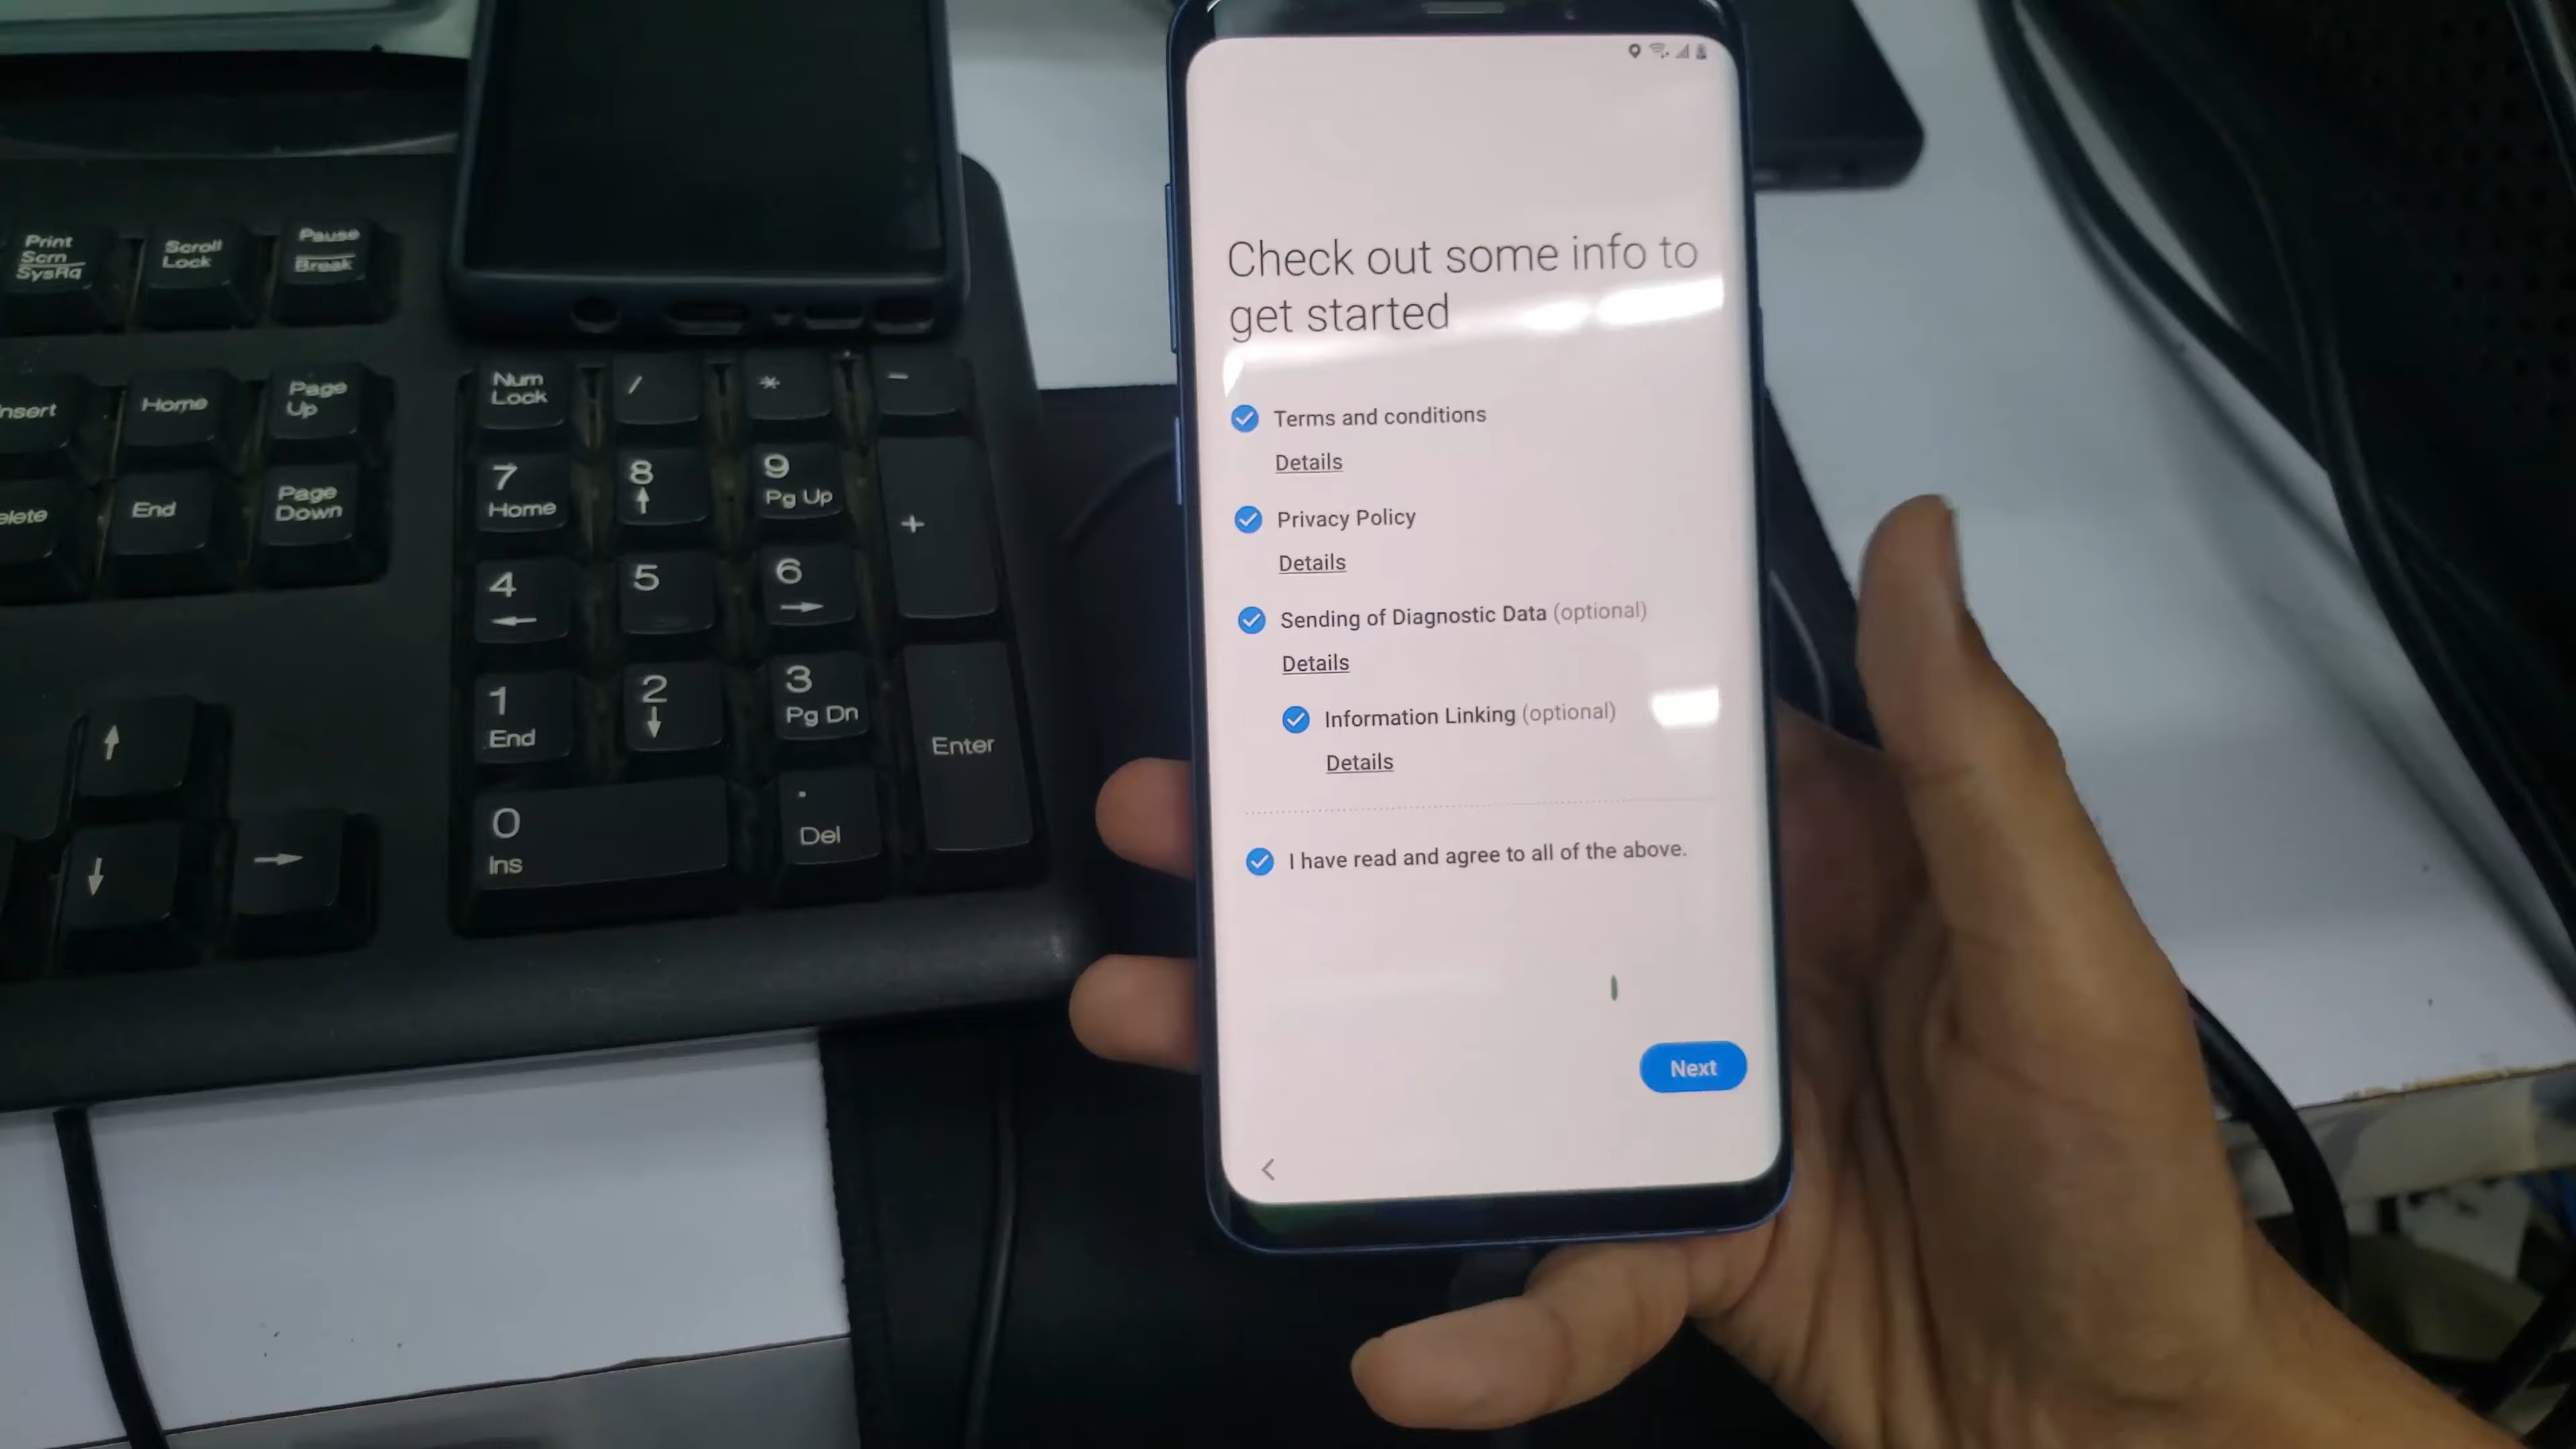 Print
Scrn
SysRq
Scroll
Lock
Pause
Break
nsert
Home
Page
Up
elete
End
Page
Down
Num
Lock
/
*
-
7
Home
8
↑
9
Pg Up
+
4
←
5
6
→
1
End
2
↓
3
Pg Dn
Enter
0
Ins
.
Del
↑
↓
→
Check out some info to
get started
Terms and conditions
Details
Privacy Policy
Details
Sending of Diagnostic Data (optional)
Details
Information Linking (optional)
Details
I have read and agree to all of the above.
Next